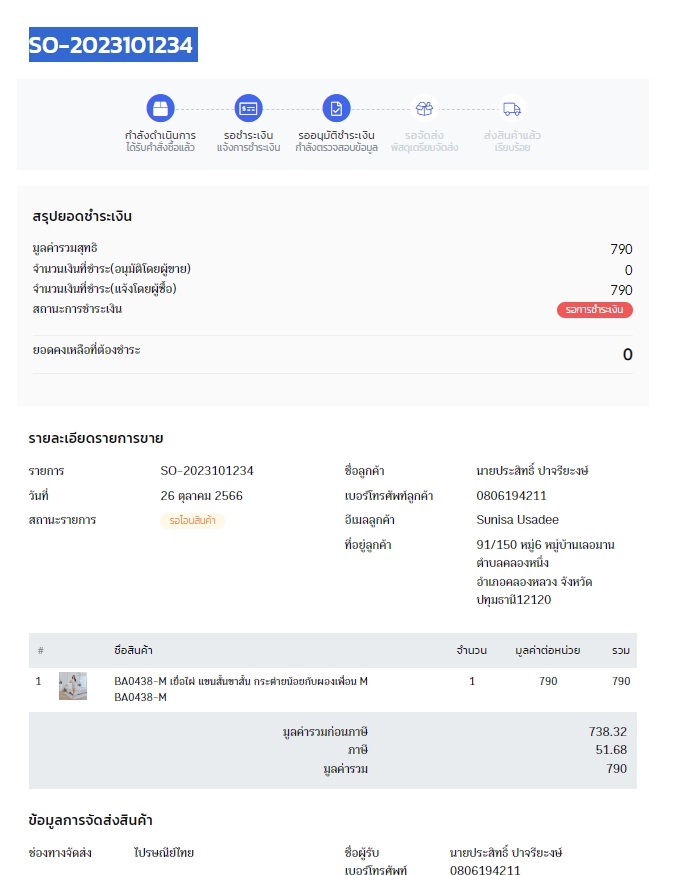 SO-2023101234
กำลังดำเนินการ
ได้รับคำสั่งซื้อแล้ว
รอชำระเงิน
แจ้งการชำระเงิน
รออนุมัติชำระเงิน
กำลังตรวจสอบข้อมูล
รอจัดส่ง
พัสดุเตรียมจัดส่ง
ส่งสินค้าแล้ว
เรียบร้อย
สรุปยอดชำระเงิน
มูลค่ารวมสุทธิ 790
จำนวนเงินที่ชำระ(อนุมัติโดยผู้ขาย) 0
จำนวนเงินที่ชำระ(แจ้งโดยผู้ซื้อ) 790
สถานะการชำระเงิน รอการชำระเงิน
ยอดคงเหลือที่ต้องชำระ 0
รายละเอียดรายการขาย
รายการ SO-2023101234
วันที่ 26 ตุลาคม 2566
สถานะรายการ รอโอนสินค้า
ชื่อลูกค้า นายประสิทธิ์ ปาจรียะงษ์
เบอร์โทรศัพท์ลูกค้า 0806194211
อีเมลลูกค้า Sunisa Usadee
ที่อยู่ลูกค้า 91/150 หมู่6 หมู่บ้านเลอมาน
ตำบลคลองหนึ่ง
อำเภอคลองหลวง จังหวัด
ปทุมธานี12120
# ชื่อสินค้า จำนวน มูลค่าต่อหน่วย รวม
1 BA0438-M เยื่อไผ่ แขนสั้นขาสั้น กระต่ายน้อยกับผองเพื่อน M 1 790 790
BA0438-M
มูลค่ารวมก่อนภาษี 738.32
ภาษี 51.68
มูลค่ารวม 790
ข้อมูลการจัดส่งสินค้า
ช่องทางจัดส่ง ไปรษณีย์ไทย
ชื่อผู้รับ นายประสิทธิ์ ปาจรียะงษ์
เบอร์โทรศัพท์ 0806194211